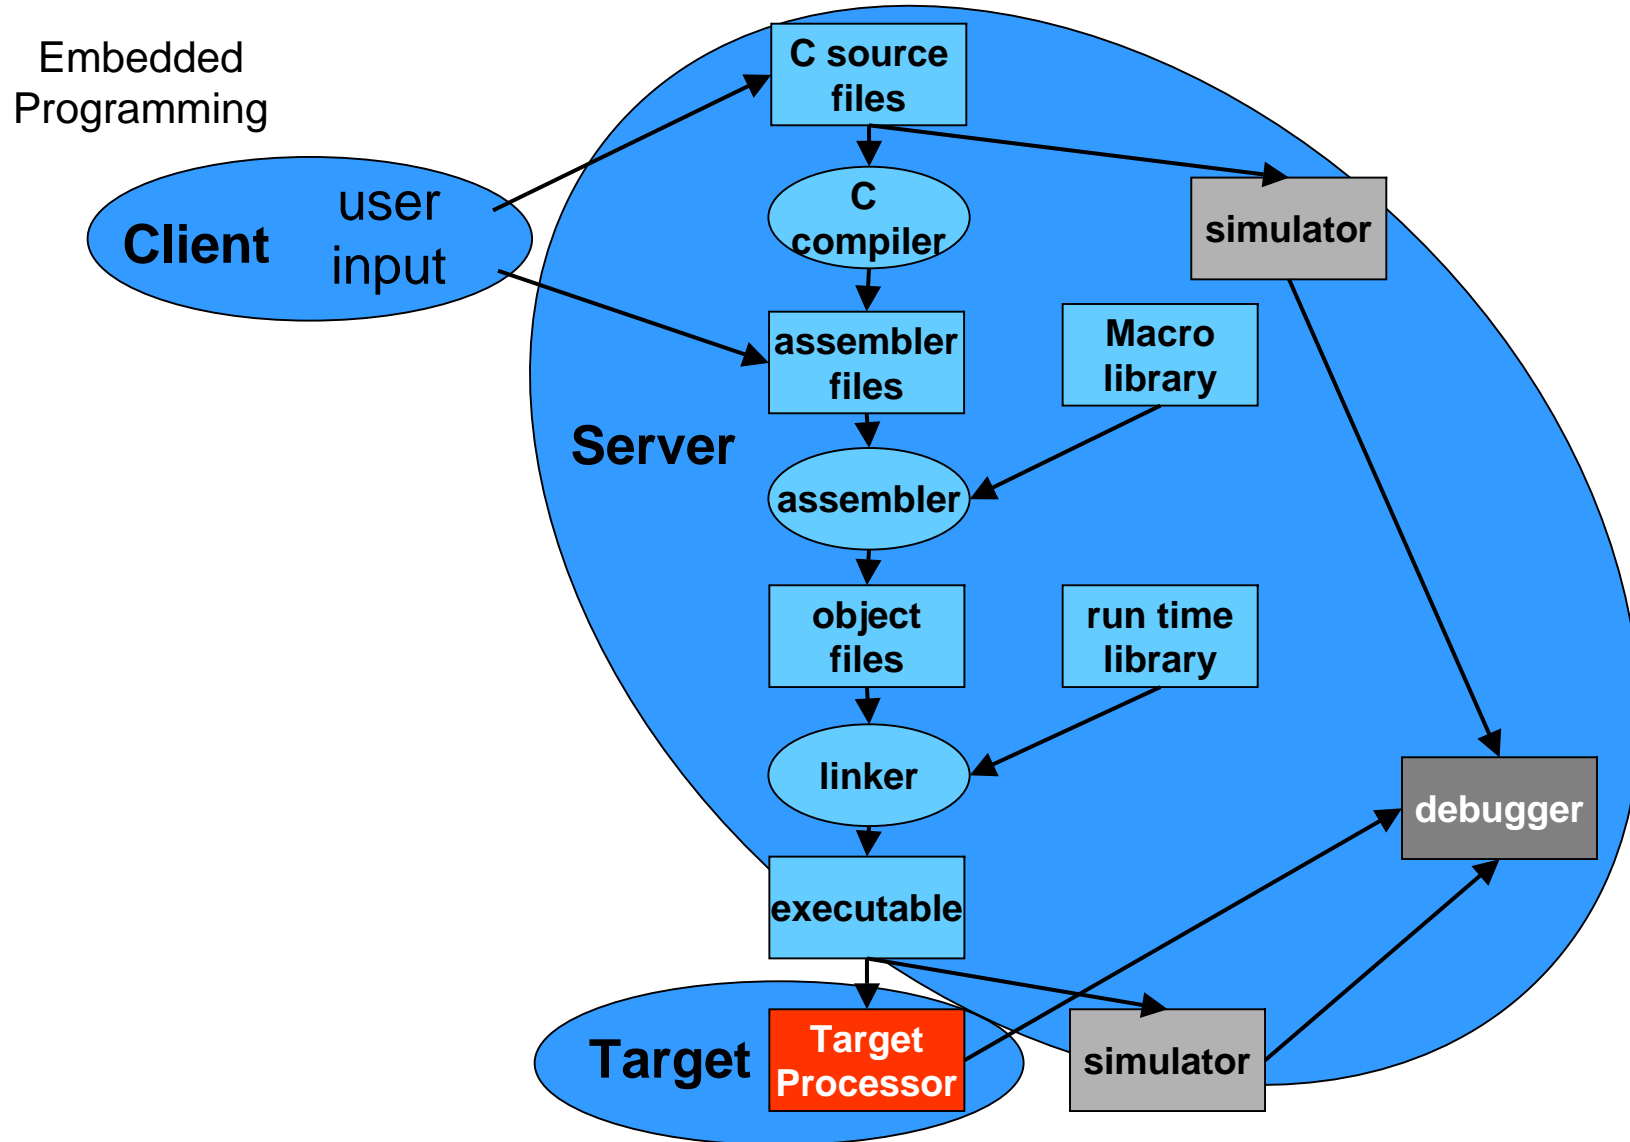 Embedded
Programming
C source
files
Client
user
input
C
compiler
simulator
assembler
files
Macro
library
Server
assembler
object
files
run time
library
linker
debugger
executable
Target
Target
Processor
simulator